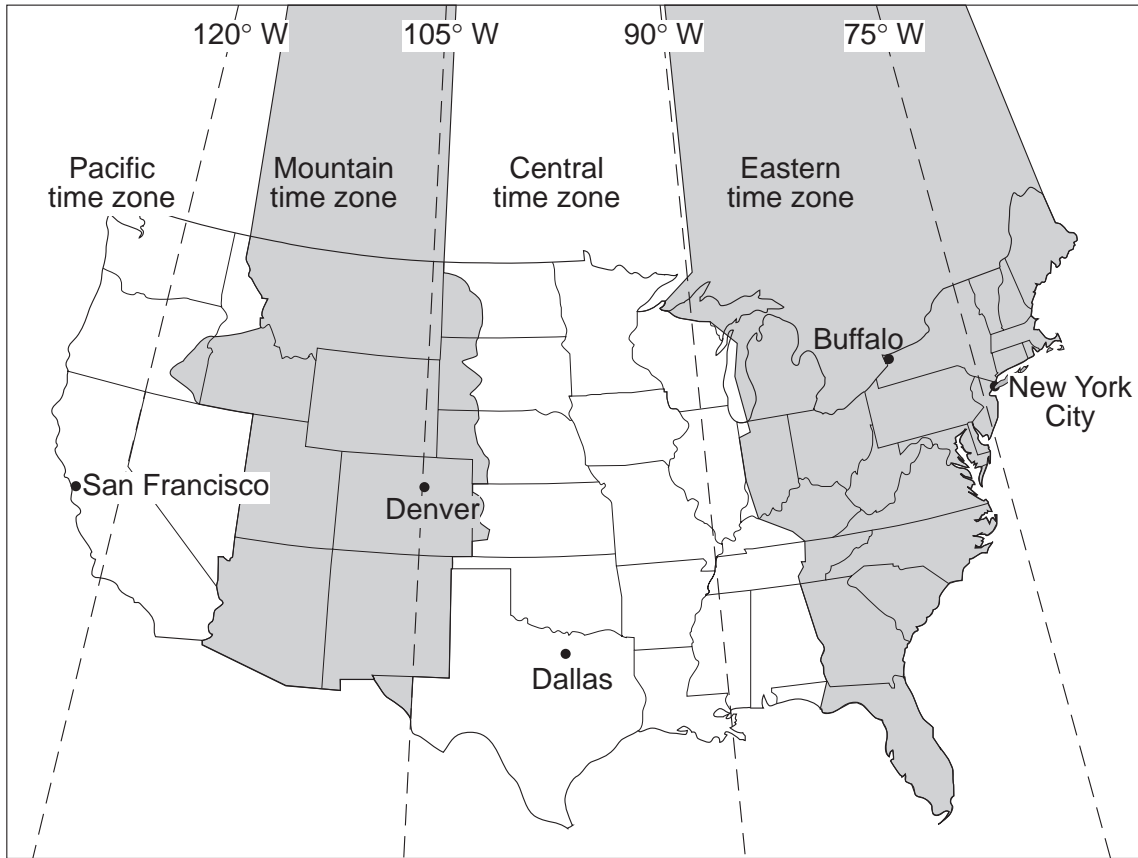 120° W
105° W
90° W
75° W
Pacific
time zone
Mountain
time zone
Central
time zone
Eastern
time zone
Buffalo
New York
City
San Francisco
Denver
Dallas